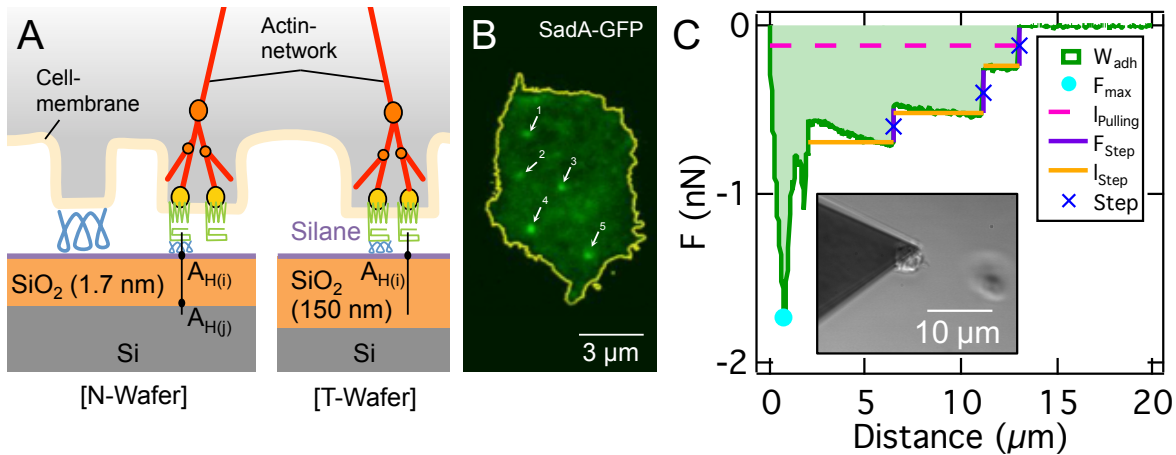 A
Actin-
network
Cell-
membrane
Silane
SiO2 (1.7 nm)
AH(i)
AH(j)
Si
[N-Wafer]
SiO2
(150 nm)
AH(i)
Si
[T-Wafer]
B
SadA-GFP
1
2
3
4
5
3 µm
C
0
-1
-2
F (nN)
Wadh
Fmax
IPulling
FStep
IStep
Step
10 µm
0
5
10
15
20
Distance (µm)